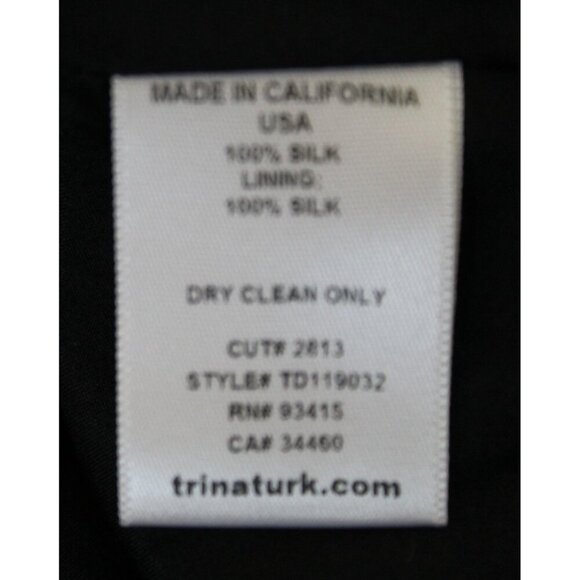 MADE IN CALIFORNIA
USA
100% SILK
LINING:
100% SILK
DRY CLEAN ONLY
CUT# 2813
STYLE# TD119032
RN# 93415
CA# 34460
trinaturk.com